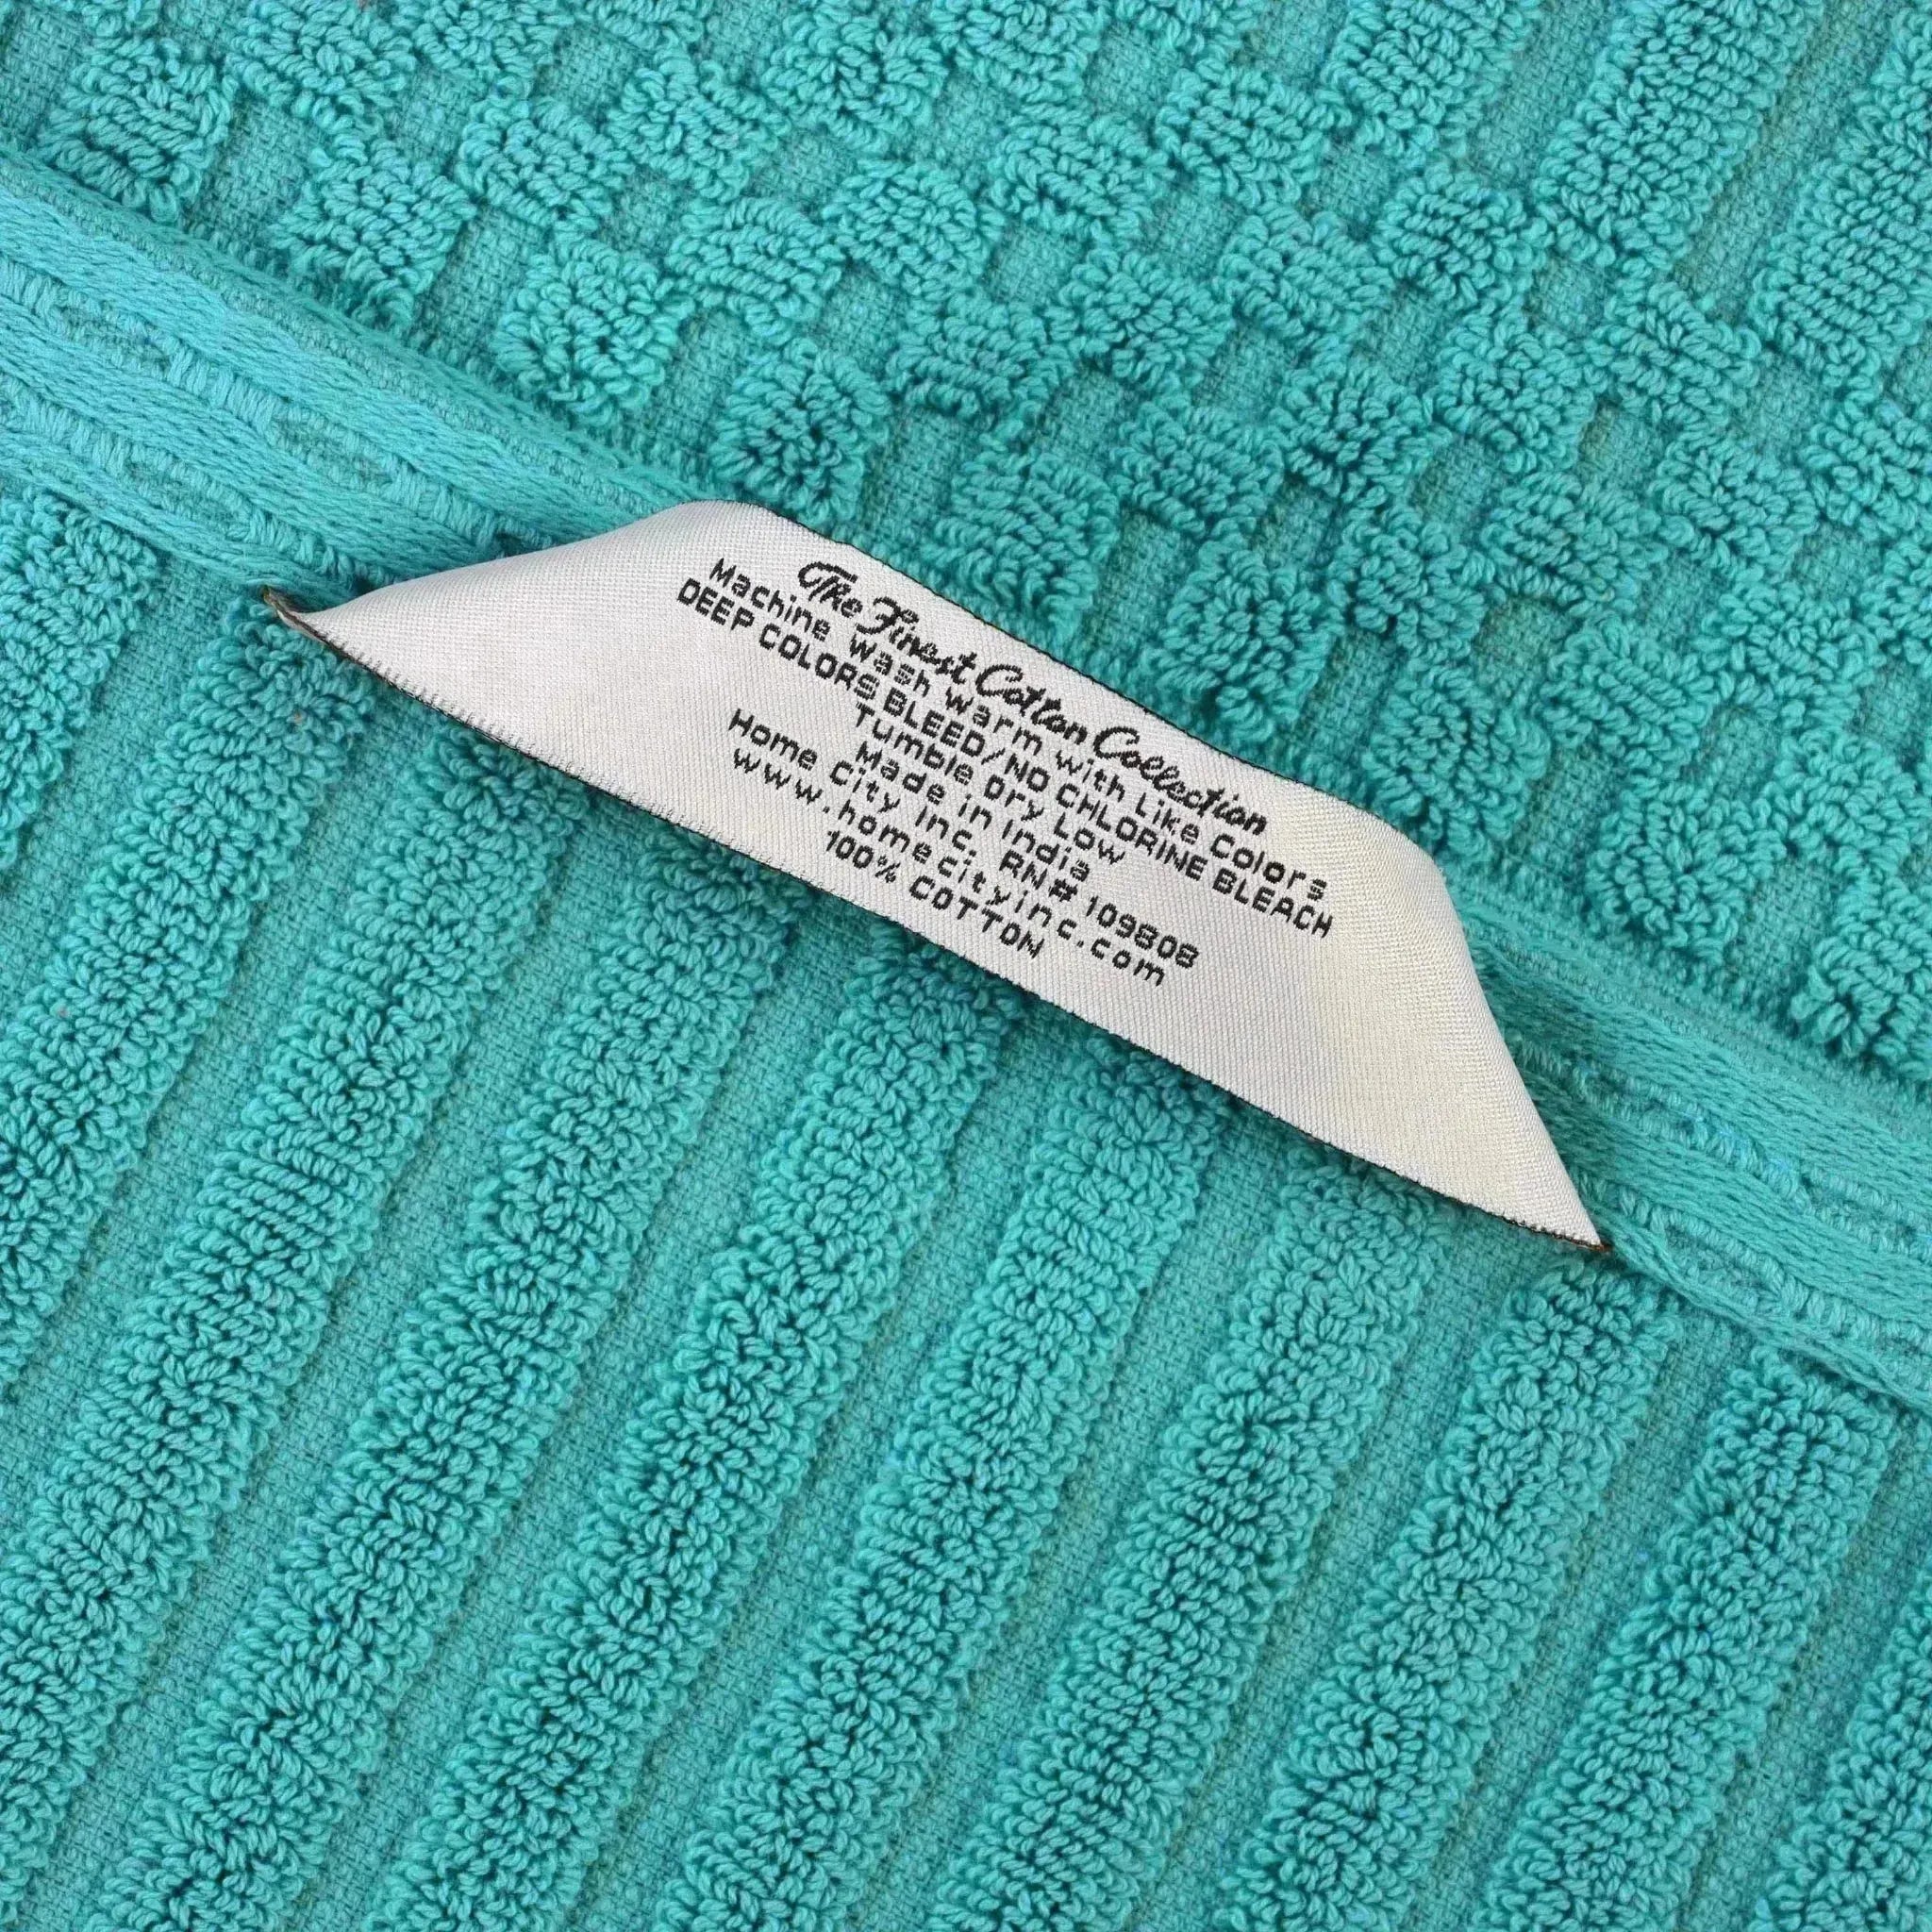 The Finest Cotton Collection
Machine Wash Warm With Like Colors
DEEP COLORS BLEED/NO CHLORINE BLEACH
Tumble Dry Low
Made in India
Home City Inc. RN# 109808
www.homecityinc.com
100% COTTON